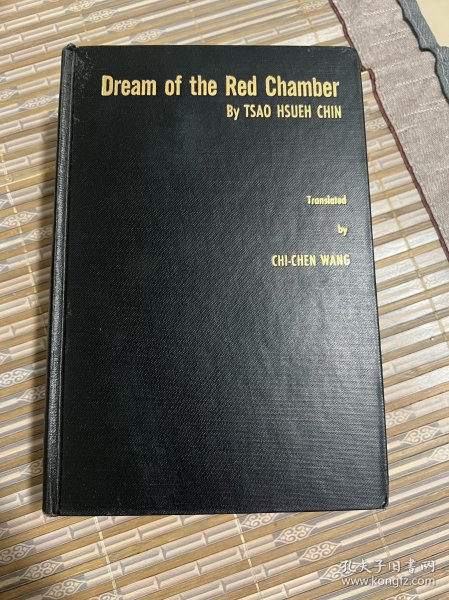 Dream of the Red Chamber
By TSAO HSUEH CHIN
Translated
by
CHI-CHEN WANG
孔夫子旧书网
www.kongfz.com